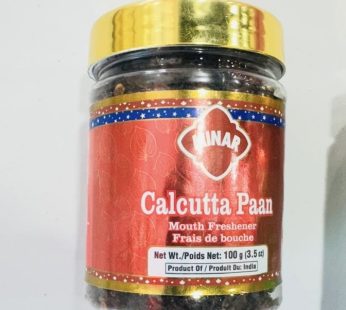 MINAR
Calcutta Paan
Mouth Freshener
Frais de bouche
Net Wt./Poids Net: 100 g (3.5 oz)
Product Of / Produit Du: India